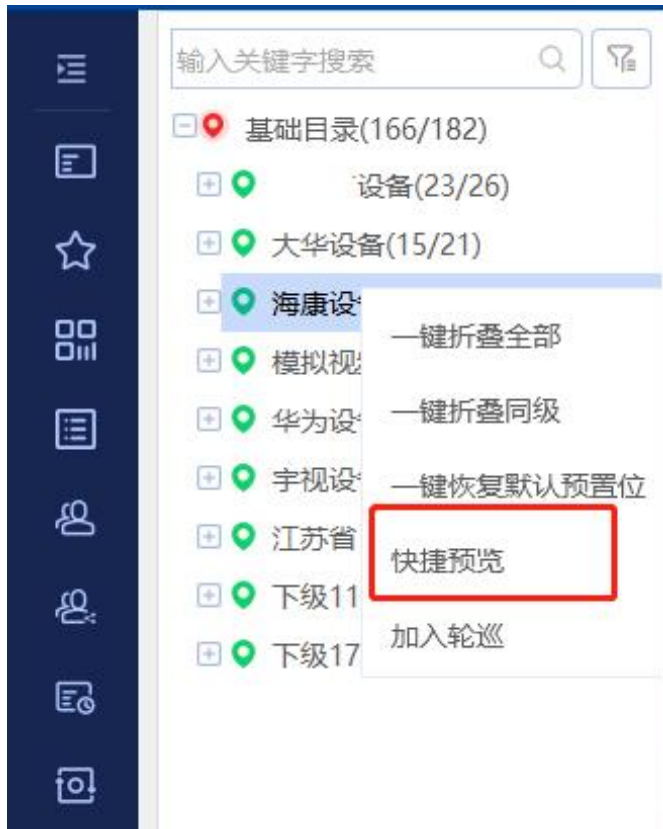 输入关键字搜索
基础目录(166/182)
设备(23/26)
大华设备(15/21)
海康设
一键折叠全部
模拟视
一键折叠同级
华为设
宇视设
一键恢复默认预置位
江苏省
快捷预览
下级11
加入轮巡
下级17